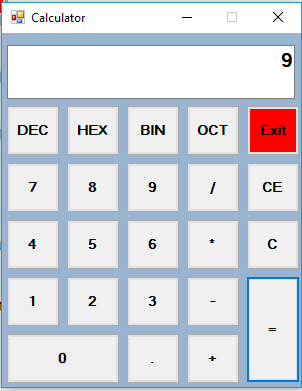 Calculator
9
DEC HEX BIN OCT Exit
7 8 9 / CE
4 5 6 * C
1 2 3 -
=
0 . +